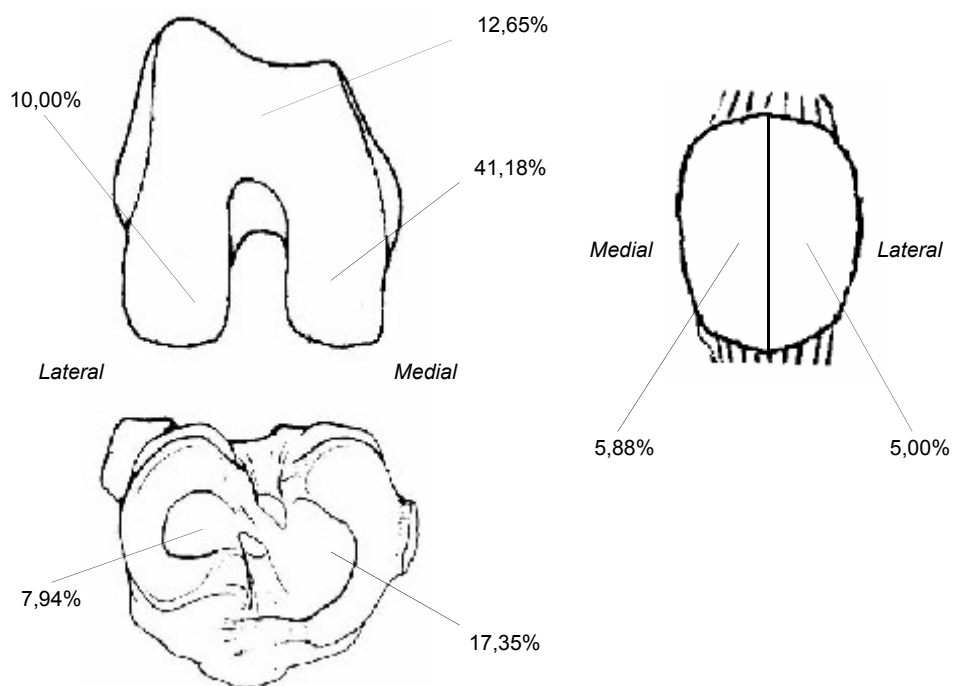 12,65%
10,00%
41,18%
Lateral
Medial
Medial
Lateral
5,88%
5,00%
7,94%
17,35%